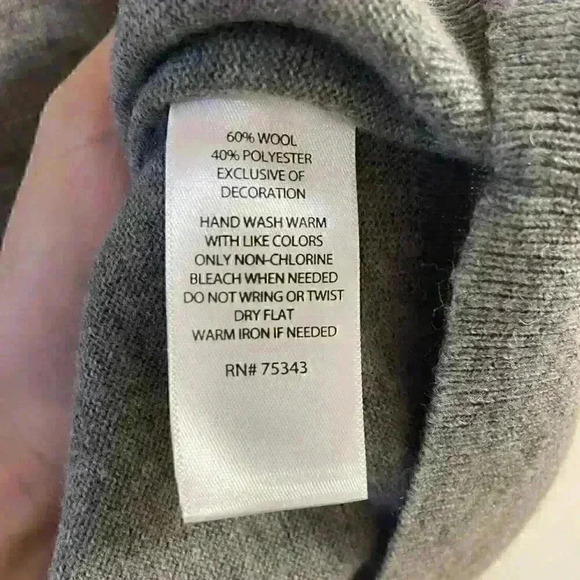 60% WOOL
40% POLYESTER
EXCLUSIVE OF
DECORATION
HAND WASH WARM
WITH LIKE COLORS
ONLY NON-CHLORINE
BLEACH WHEN NEEDED
DO NOT WRING OR TWIST
DRY FLAT
WARM IRON IF NEEDED
RN# 75343